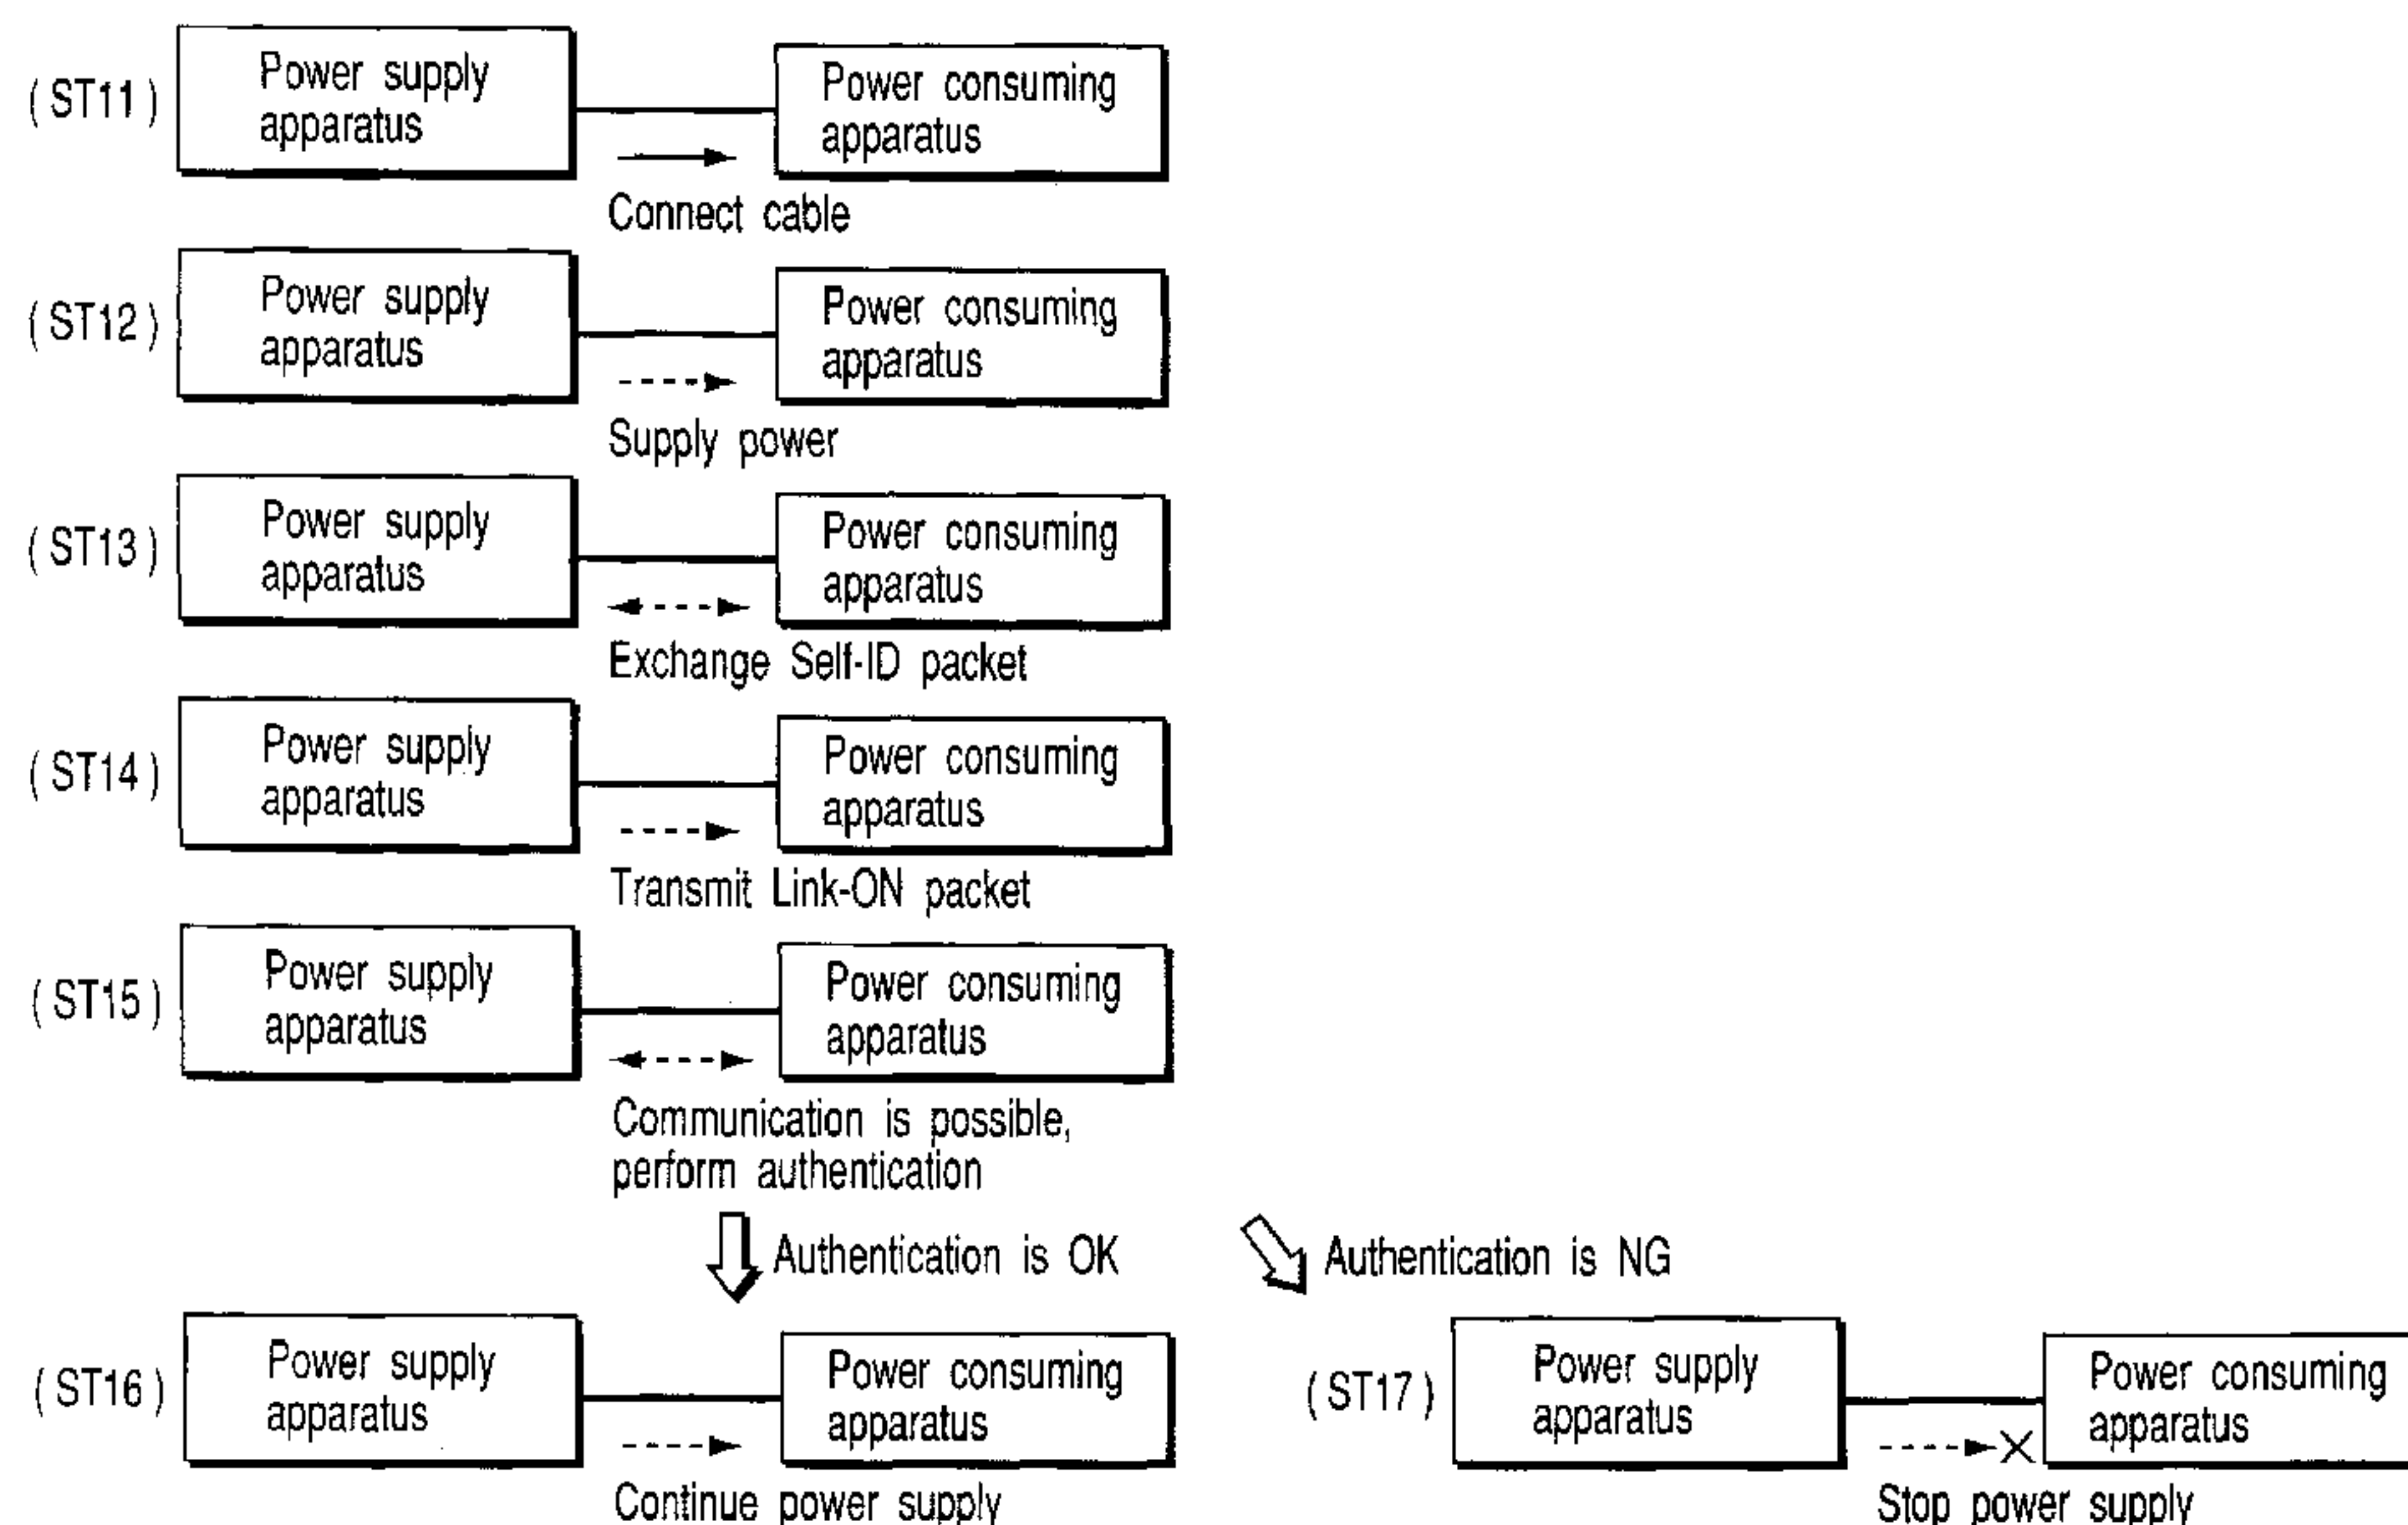 (ST11)
Power supply
apparatus
Power consuming
apparatus
Connect cable
(ST12)
Power supply
apparatus
Power consuming
apparatus
Supply power
(ST13)
Power supply
apparatus
Power consuming
apparatus
Exchange Self-ID packet
(ST14)
Power supply
apparatus
Power consuming
apparatus
Transmit Link-ON packet
(ST15)
Power supply
apparatus
Power consuming
apparatus
Communication is possible,
perform authentication
Authentication is OK
Authentication is NG
(ST16)
Power supply
apparatus
Power consuming
apparatus
Continue power supply
(ST17)
Power supply
apparatus
Power consuming
apparatus
Stop power supply